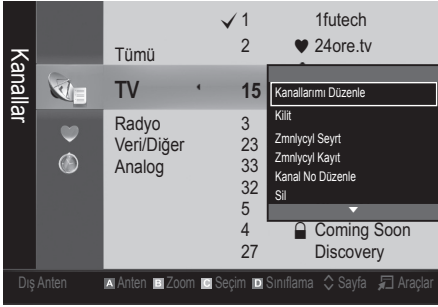 Kanallar
1 1futech
Tümü 2 24ore.tv
TV 15
Kanallarımı Düzenle
Kilit
Zmnlycyl Seyrt
Zmnlycyl Kayıt
Kanal No Düzenle
Sil
Radyo 3
Veri/Diğer 23
Analog 33
32
5
4 Coming Soon
27 Discovery
Dış Anten A Anten B Zoom C Seçim D Sınıflama Sayfa Araçlar